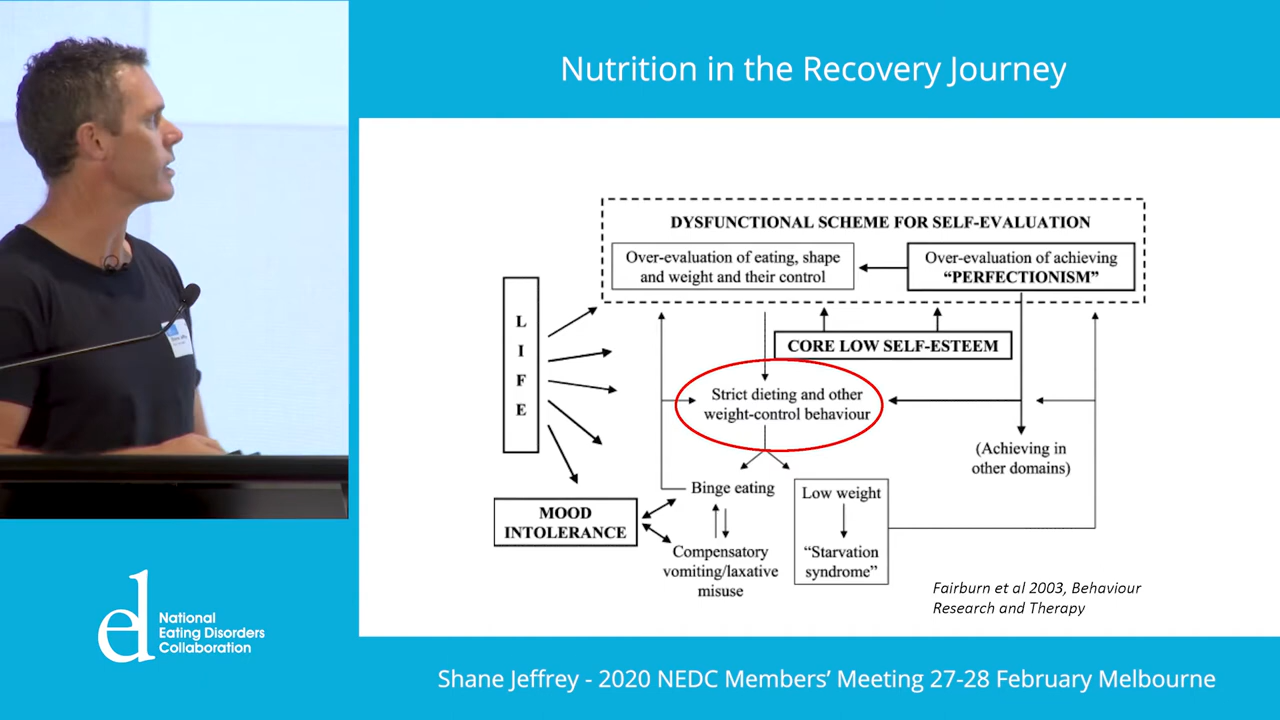 Nutrition in the Recovery Journey
DYSFUNCTIONAL SCHEME FOR SELF-EVALUATION
Over-evaluation of eating, shape
and weight and their control
Over-evaluation of achieving
“PERFECTIONISM”
L
I
F
E
CORE LOW SELF-ESTEEM
Strict dieting and other
weight-control behaviour
(Achieving in
other domains)
Binge eating
Low weight
MOOD
INTOLERANCE
Compensatory
vomiting/laxative
misuse
“Starvation
syndrome”
Fairburn et al 2003, Behaviour
Research and Therapy
ed
National
Eating Disorders
Collaboration
Shane Jeffrey - 2020 NEDC Members’ Meeting 27-28 February Melbourne